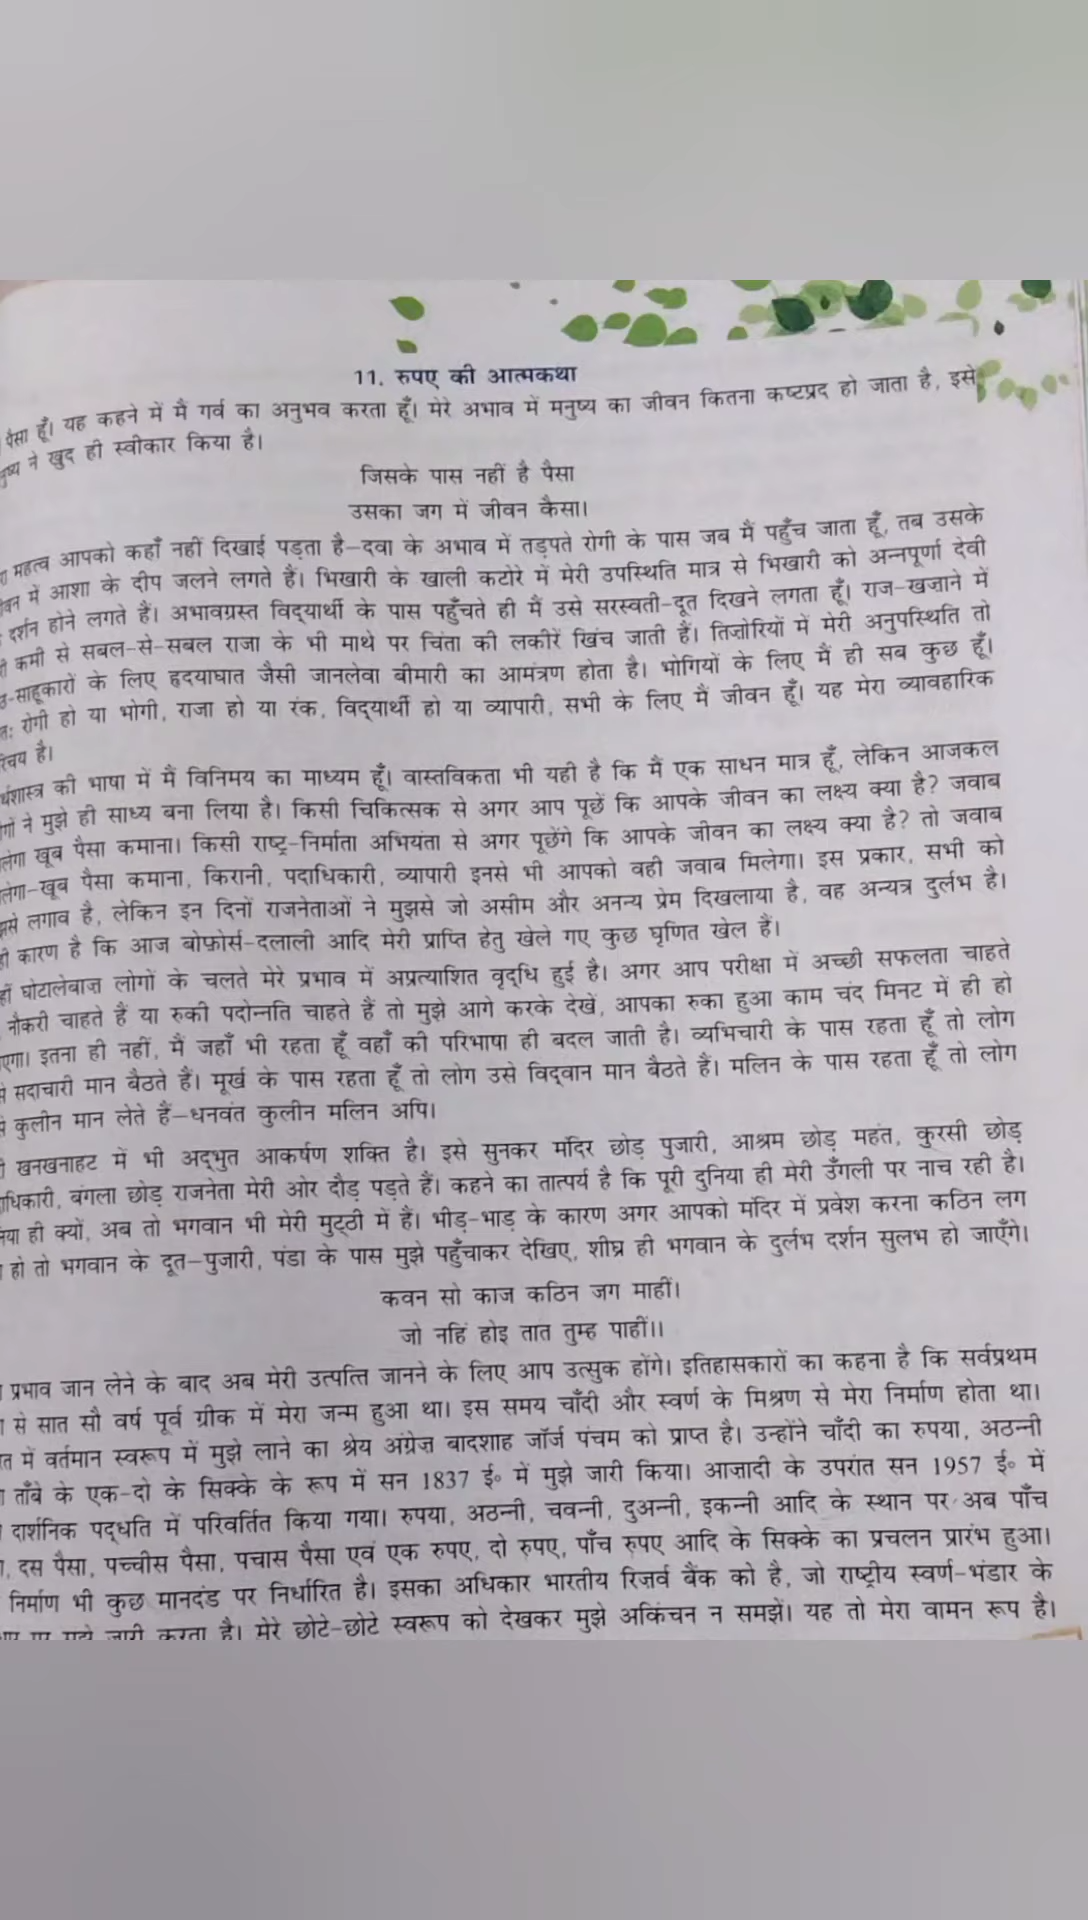 11. रुपए की आत्मकथा
पैसा हूँ। यह कहने में मैं गर्व का अनुभव करता हूँ। मेरे अभाव में मनुष्य का जीवन कितना कष्टप्रद हो जाता है, इसे
ने खुद ही स्वीकार किया है।
जिसके पास नहीं है पैसा
उसका जग में जीवन कैसा।
महत्व आपको कहाँ नहीं दिखाई पड़ता है–दवा के अभाव में तड़पते रोगी के पास जब मैं पहुँच जाता हूँ, तब उसके
में आशा के दीप जलने लगते हैं। भिखारी के खाली कटोरे में मेरी उपस्थिति मात्र से भिखारी को अन्नपूर्णा देवी
दर्शन होने लगते हैं। अभावग्रस्त विद्यार्थी के पास पहुँचते ही मैं उसे सरस्वती-दूत दिखने लगता हूँ। राज-खज़ाने में
कमी से सबल-से-सबल राजा के भी माथे पर चिंता की लकीरें खिंच जाती हैं। तिज़ोरियों में मेरी अनुपस्थिति तो
-साहूकारों के लिए हृदयाघात जैसी जानलेवा बीमारी का आमंत्रण होता है। भोगियों के लिए मैं ही सब कुछ हूँ।
रोगी हो या भोगी, राजा हो या रंक, विद्यार्थी हो या व्यापारी, सभी के लिए मैं जीवन हूँ। यह मेरा व्यावहारिक
है।
की भाषा में मैं विनिमय का माध्यम हूँ। वास्तविकता भी यही है कि मैं एक साधन मात्र हूँ, लेकिन आजकल
ने मुझे ही साध्य बना लिया है। किसी चिकित्सक से अगर आप पूछें कि आपके जीवन का लक्ष्य क्या है? जवाब
खूब पैसा कमाना। किसी राष्ट्र-निर्माता अभियंता से अगर पूछेंगे कि आपके जीवन का लक्ष्य क्या है? तो जवाब
-खूब पैसा कमाना, किरानी, पदाधिकारी, व्यापारी इनसे भी आपको वही जवाब मिलेगा। इस प्रकार, सभी को
लगाव है, लेकिन इन दिनों राजनेताओं ने मुझसे जो असीम और अनन्य प्रेम दिखलाया है, वह अन्यत्र दुर्लभ है।
कारण है कि आज बोफ़ोर्स-दलाली आदि मेरी प्राप्ति हेतु खेले गए कुछ घृणित खेल हैं।
घोटालेबाज़ लोगों के चलते मेरे प्रभाव में अप्रत्याशित वृद्धि हुई है। अगर आप परीक्षा में अच्छी सफलता चाहते
नौकरी चाहते हैं या रुकी पदोन्नति चाहते हैं तो मुझे आगे करके देखें, आपका रुका हुआ काम चंद मिनट में ही हो
इतना ही नहीं, मैं जहाँ भी रहता हूँ वहाँ की परिभाषा ही बदल जाती है। व्यभिचारी के पास रहता हूँ तो लोग
सदाचारी मान बैठते हैं। मूर्ख के पास रहता हूँ तो लोग उसे विद्वान मान बैठते हैं। मलिन के पास रहता हूँ तो लोग
कुलीन मान लेते हैं–धनवंत कुलीन मलिन अपि।
खनखनाहट में भी अद्भुत आकर्षण शक्ति है। इसे सुनकर मंदिर छोड़ पुजारी, आश्रम छोड़ महंत, कुरसी छोड़
बंगला छोड़ राजनेता मेरी ओर दौड़ पड़ते हैं। कहने का तात्पर्य है कि पूरी दुनिया ही मेरी उँगली पर नाच रही है।
ही क्यों, अब तो भगवान भी मेरी मुट्ठी में हैं। भीड़-भाड़ के कारण अगर आपको मंदिर में प्रवेश करना कठिन लग
हो तो भगवान के दूत–पुजारी, पंडा के पास मुझे पहुँचाकर देखिए, शीघ्र ही भगवान के दुर्लभ दर्शन सुलभ हो जाएँगे।
कवन सो काज कठिन जग माहीं।
जो नहिं होइ तात तुम्ह पाहीं।।
प्रभाव जान लेने के बाद अब मेरी उत्पत्ति जानने के लिए आप उत्सुक होंगे। इतिहासकारों का कहना है कि सर्वप्रथम
से सात सौ वर्ष पूर्व ग्रीक में मेरा जन्म हुआ था। इस समय चाँदी और स्वर्ण के मिश्रण से मेरा निर्माण होता था।
में वर्तमान स्वरूप में मुझे लाने का श्रेय अंग्रेज़ बादशाह जॉर्ज पंचम को प्राप्त है। उन्होंने चाँदी का रुपया, अठन्नी
ताँबे के एक-दो के सिक्के के रूप में सन 1837 ई॰ में मुझे जारी किया। आज़ादी के उपरांत सन 1957 ई॰ में
दार्शनिक पद्धति में परिवर्तित किया गया। रुपया, अठन्नी, चवन्नी, दुअन्नी, इकन्नी आदि के स्थान पर अब पाँच
दस पैसा, पच्चीस पैसा, पचास पैसा एवं एक रुपए, दो रुपए, पाँच रुपए आदि के सिक्के का प्रचलन प्रारंभ हुआ।
निर्माण भी कुछ मानदंड पर निर्धारित है। इसका अधिकार भारतीय रिज़र्व बैंक को है, जो राष्ट्रीय स्वर्ण-भंडार के
पर मुझे जारी करता है। मेरे छोटे-छोटे स्वरूप को देखकर मुझे अकिंचन न समझें। यह तो मेरा वामन रूप है।